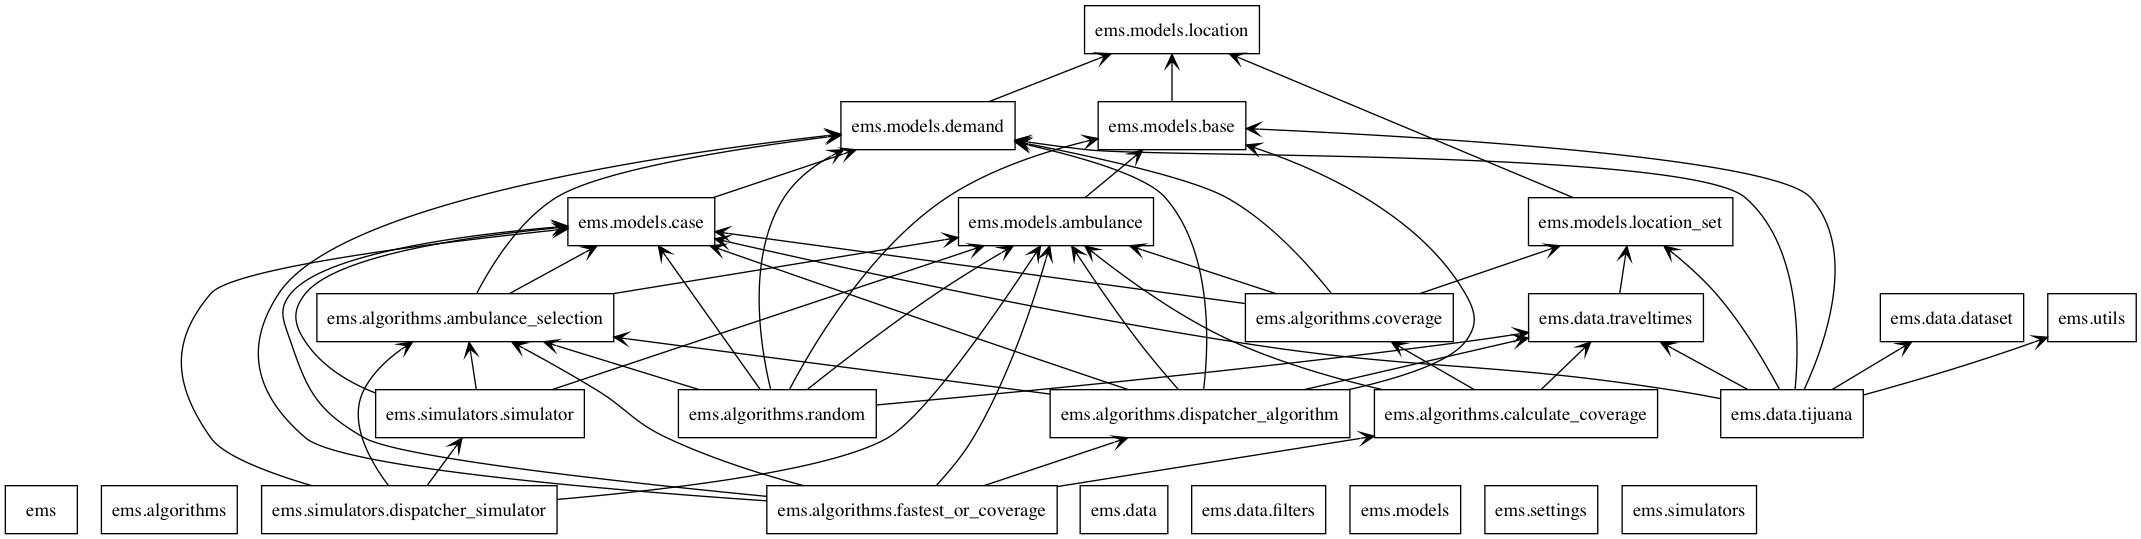 ems.models.location
ems.models.demand
ems.models.base
ems.models.case
ems.models.ambulance
ems.models.location_set
ems.algorithms.ambulance_selection
ems.algorithms.coverage
ems.data.traveltimes
ems.data.dataset
ems.utils
ems.simulators.simulator
ems.algorithms.random
ems.algorithms.dispatcher_algorithm
ems.algorithms.calculate_coverage
ems.data.tijuana
ems
ems.algorithms
ems.simulators.dispatcher_simulator
ems.algorithms.fastest_or_coverage
ems.data
ems.data.filters
ems.models
ems.settings
ems.simulators